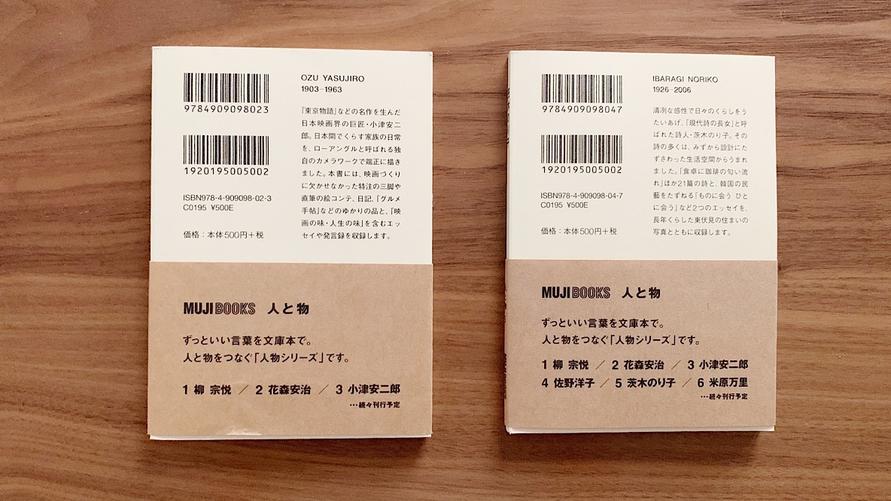 9784909098023
1920195005002
ISBN978-4-909098-02-3
C0195 ¥500E
価格：本体500円＋税
OZU YASUJIRO
1903-1963
『東京物語』などの名作を生んだ
日本映画界の巨匠・小津安二
郎。日本間でくらす家族の日常
を、ローアングルと呼ばれる独
自のカメラワークで端正に描き
ました。本書には、映画づくり
に欠かせなかった特注の三脚や
直筆の絵コンテ、日記、『グルメ
手帖』などのゆかりの品と、「映
画の味・人生の味」を含むエッ
セイや発言録を収録します。
MUJI BOOKS 人と物
ずっといい言葉を文庫本で。
人と物をつなぐ「人物シリーズ」です。
1 柳 宗悦 ／ 2 花森安治 ／ 3 小津安二郎
…続々刊行予定
9784909098047
1920195005002
ISBN978-4-909098-04-7
C0195 ¥500E
価格：本体500円＋税
IBARAGI NORIKO
1926-2006
清冽な感性で日々のくらしをう
たいあげ、「現代詩の長女」と呼
ばれた詩人・茨木のり子。その
詩の多くは、みずから設計にた
ずさわった生活空間からうまれ
ました。「食卓に珈琲の匂い流
れ」ほか21篇の詩と、韓国の民
藝をたずねる「ものに会う ひと
に会う」など2つのエッセイを、
長年くらした東伏見の住まいの
写真とともに収録します。
MUJI BOOKS 人と物
ずっといい言葉を文庫本で。
人と物をつなぐ「人物シリーズ」です。
1 柳 宗悦 ／ 2 花森安治 ／ 3 小津安二郎
4 佐野洋子 ／ 5 茨木のり子 ／ 6 米原万里
…続々刊行予定